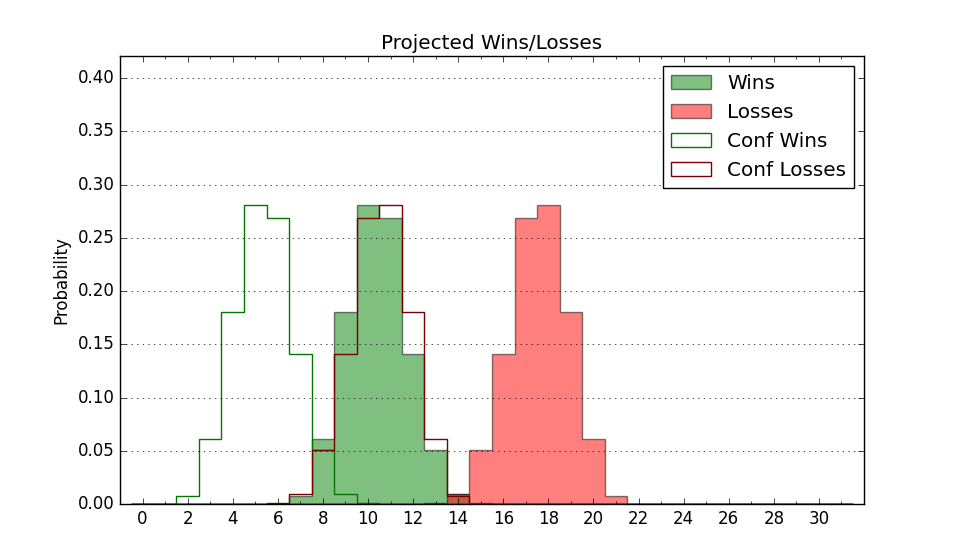 Projected Wins/Losses
0.40
0.35
0.30
0.25
0.20
0.15
0.10
0.05
0.00
Probability
Wins
Losses
Conf Wins
Conf Losses
0 2 4 6 8 10 12 14 16 18 20 22 24 26 28 30